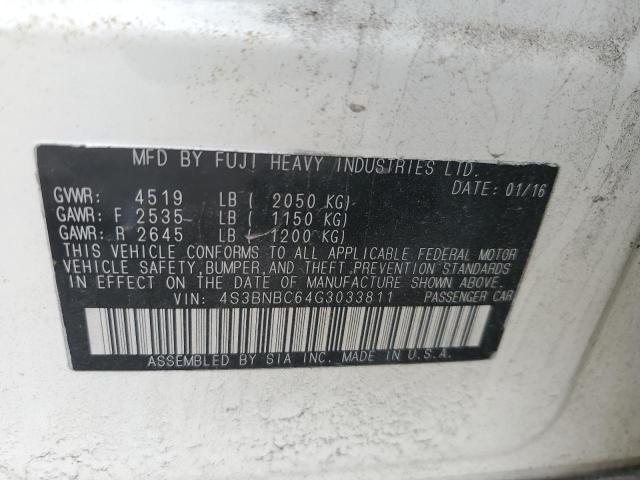 MFD BY FUJI HEAVY INDUSTRIES LTD.
DATE: 01/16
GVWR: 4519 LB ( 2050 KG)
GAWR: F 2535 LB ( 1150 KG)
GAWR: R 2645 LB ( 1200 KG)
THIS VEHICLE CONFORMS TO ALL APPLICABLE FEDERAL MOTOR
VEHICLE SAFETY, BUMPER, AND THEFT PREVENTION STANDARDS
IN EFFECT ON THE DATE OF MANUFACTURE SHOWN ABOVE.
VIN: 4S3BNBC64G3033811 PASSENGER CAR
ASSEMBLED BY SIA INC. MADE IN U.S.A.